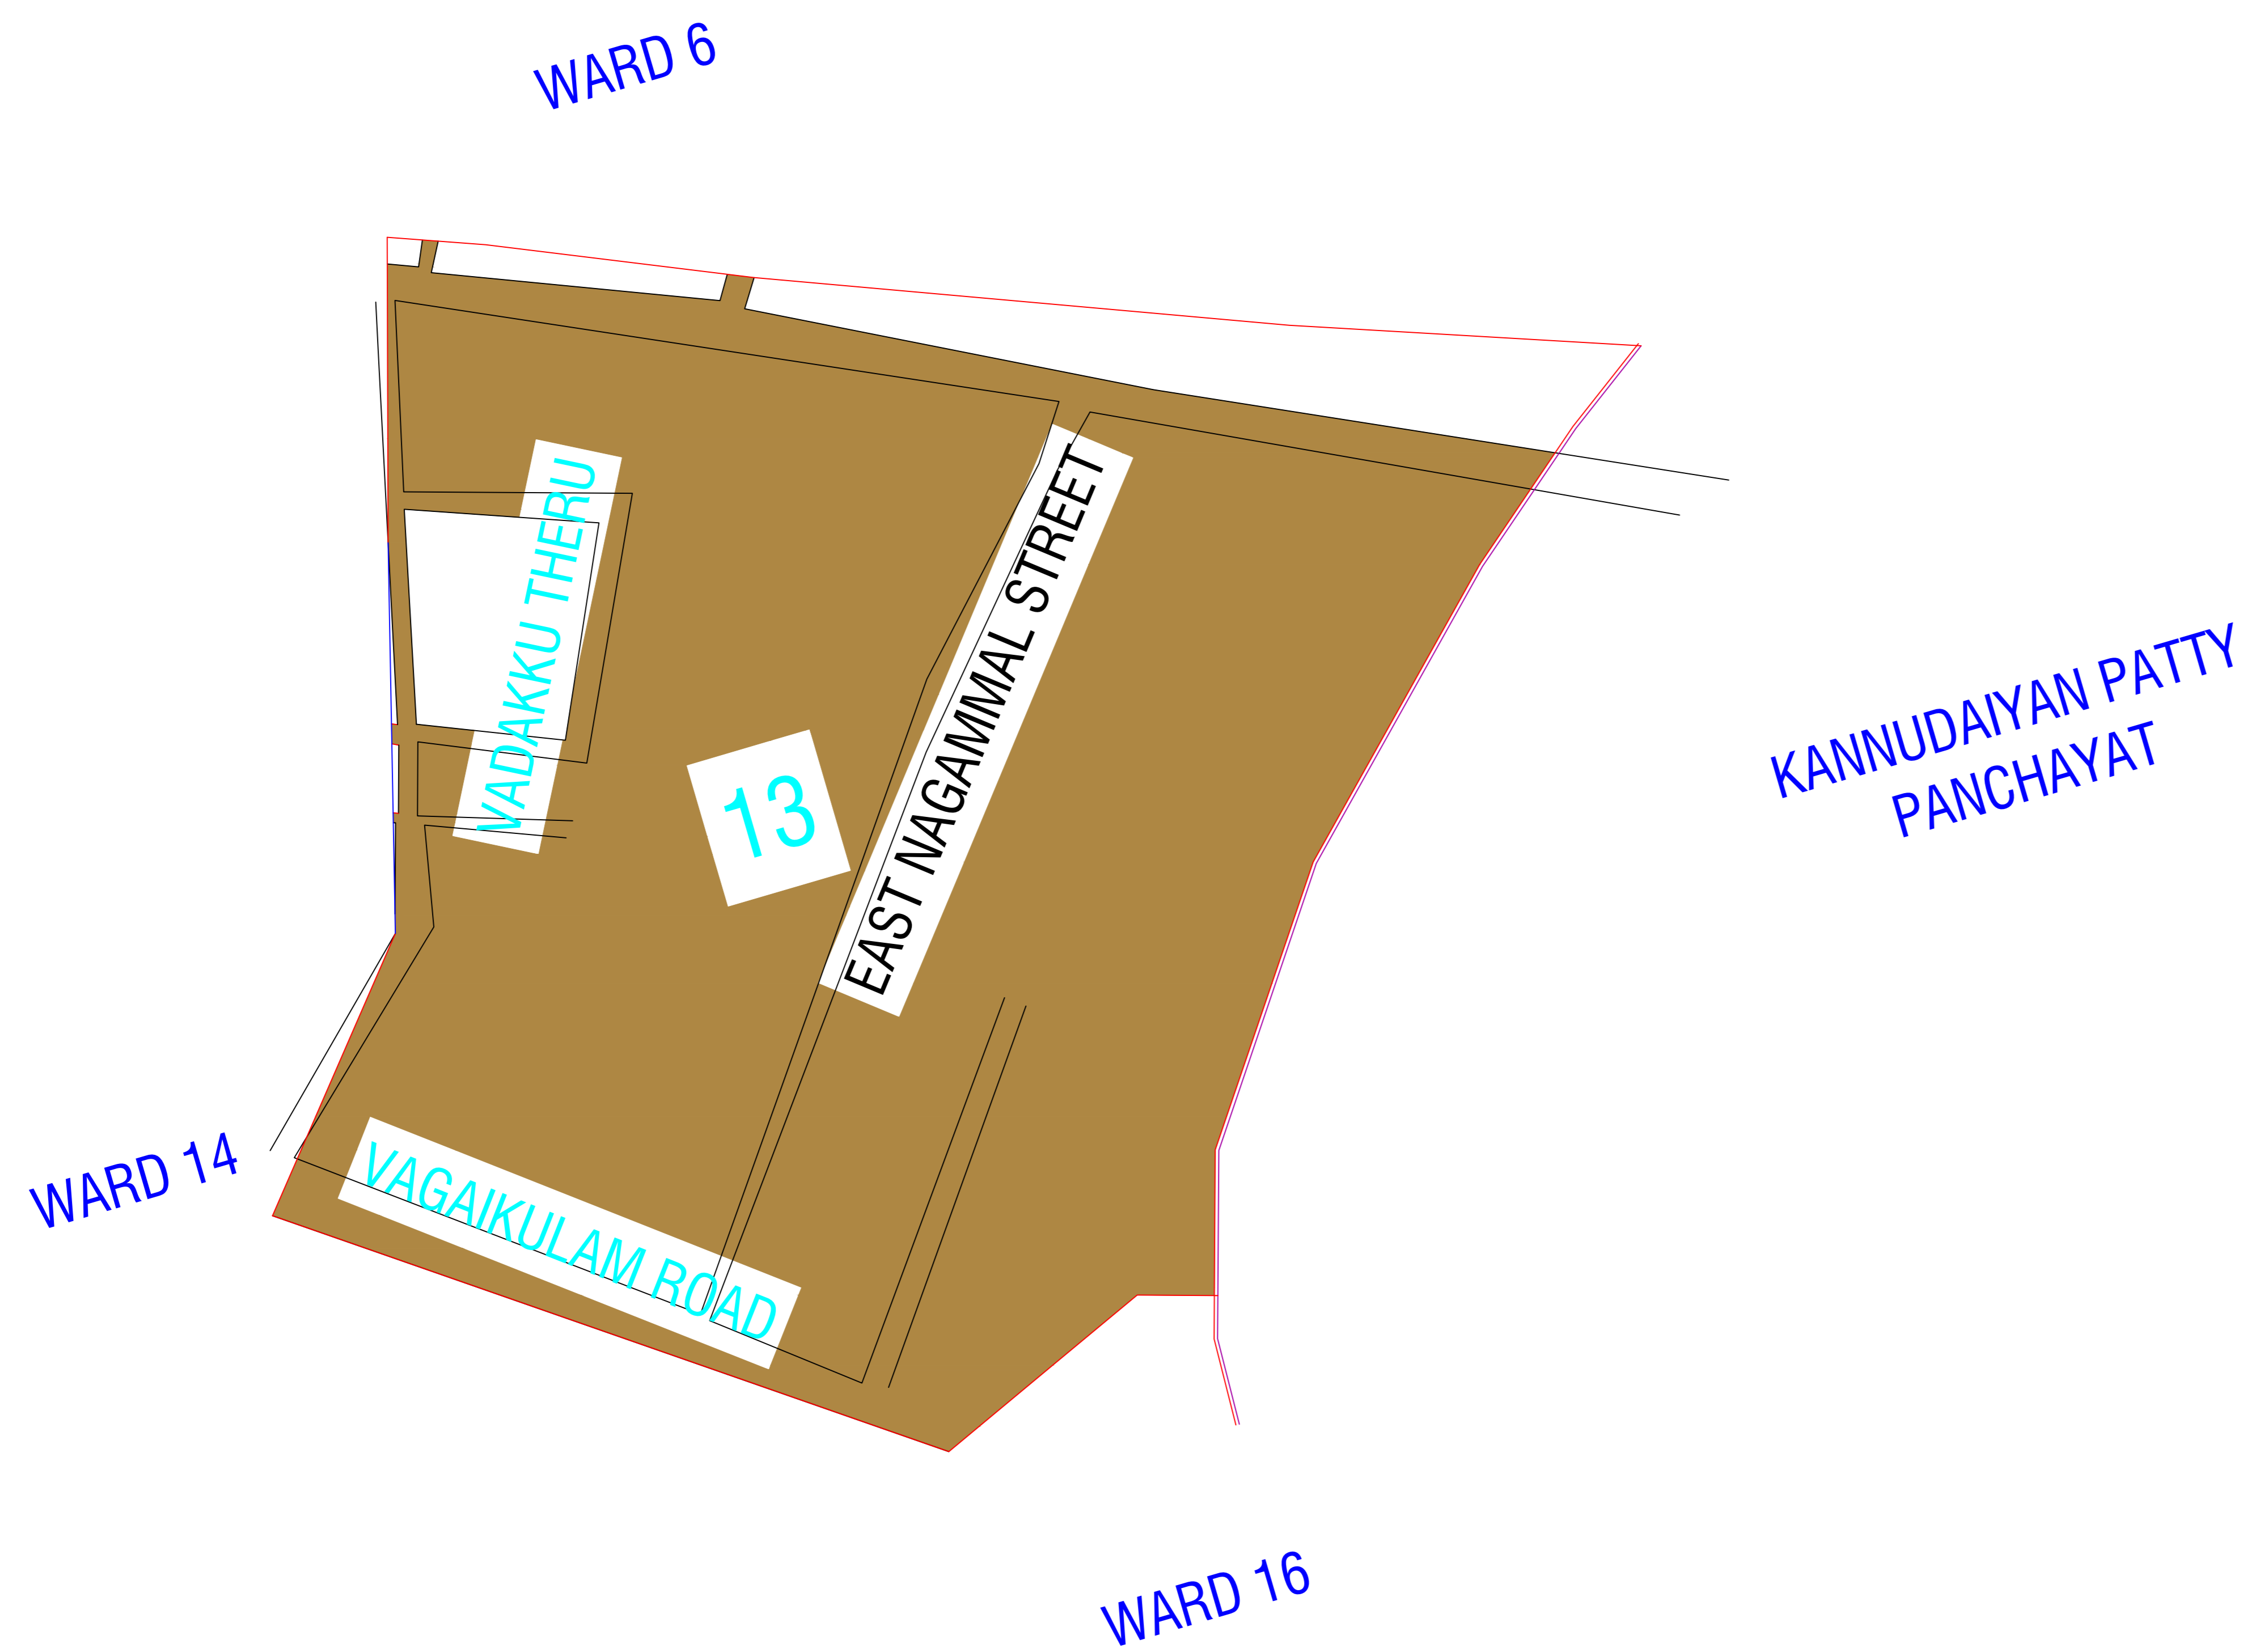 WARD 6
VADAKKU THERU
EAST NAGAMMAL STREET
13
KANNUDAIYAN PATTY
PANCHAYAT
WARD 14
VAGAIKULAM ROAD
WARD 16